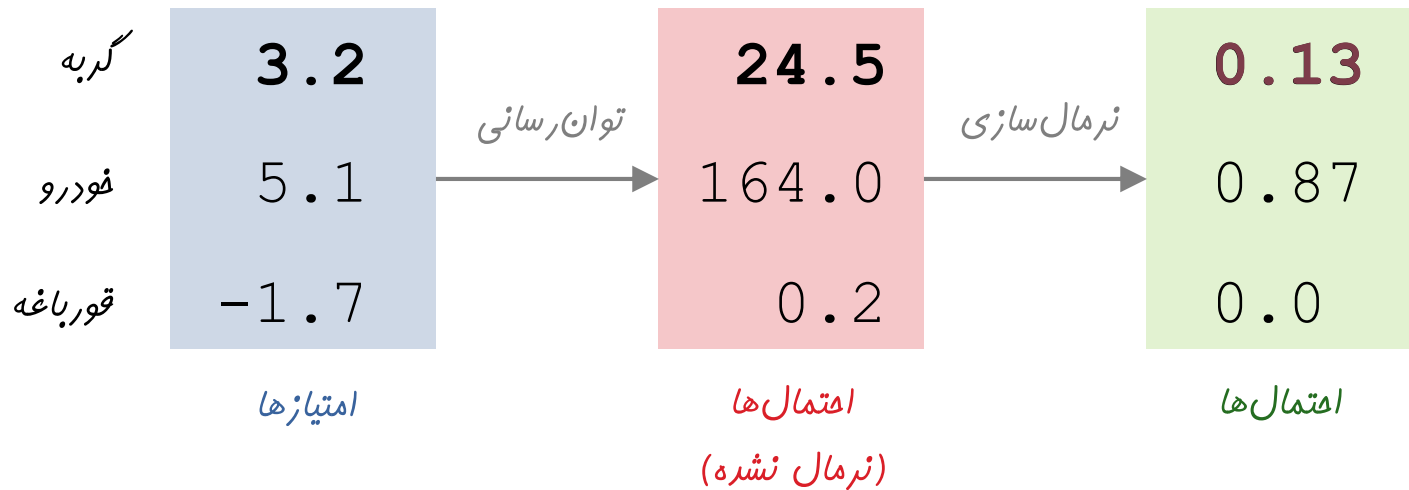 گربه 3.2 24.5 0.13
توان‌رسانی نرمال‌سازی
خودرو 5.1 164.0 0.87
قورباغه -1.7 0.2 0.0
امتیازها احتمال‌ها احتمال‌ها
(نرمال نشده)